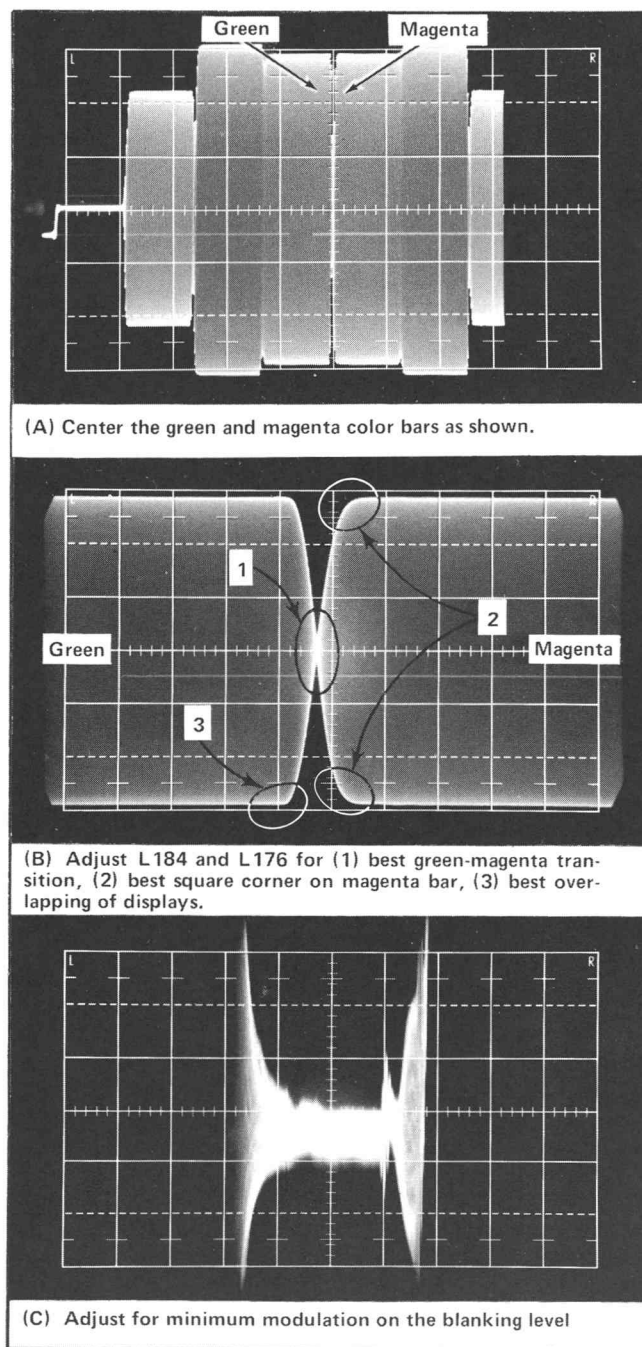 Green Magenta
L R
(A) Center the green and magenta color bars as shown.
L R
1
2
Green Magenta
3
(B) Adjust L184 and L176 for (1) best green-magenta tran-
sition, (2) best square corner on magenta bar, (3) best over-
lapping of displays.
L R
(C) Adjust for minimum modulation on the blanking level